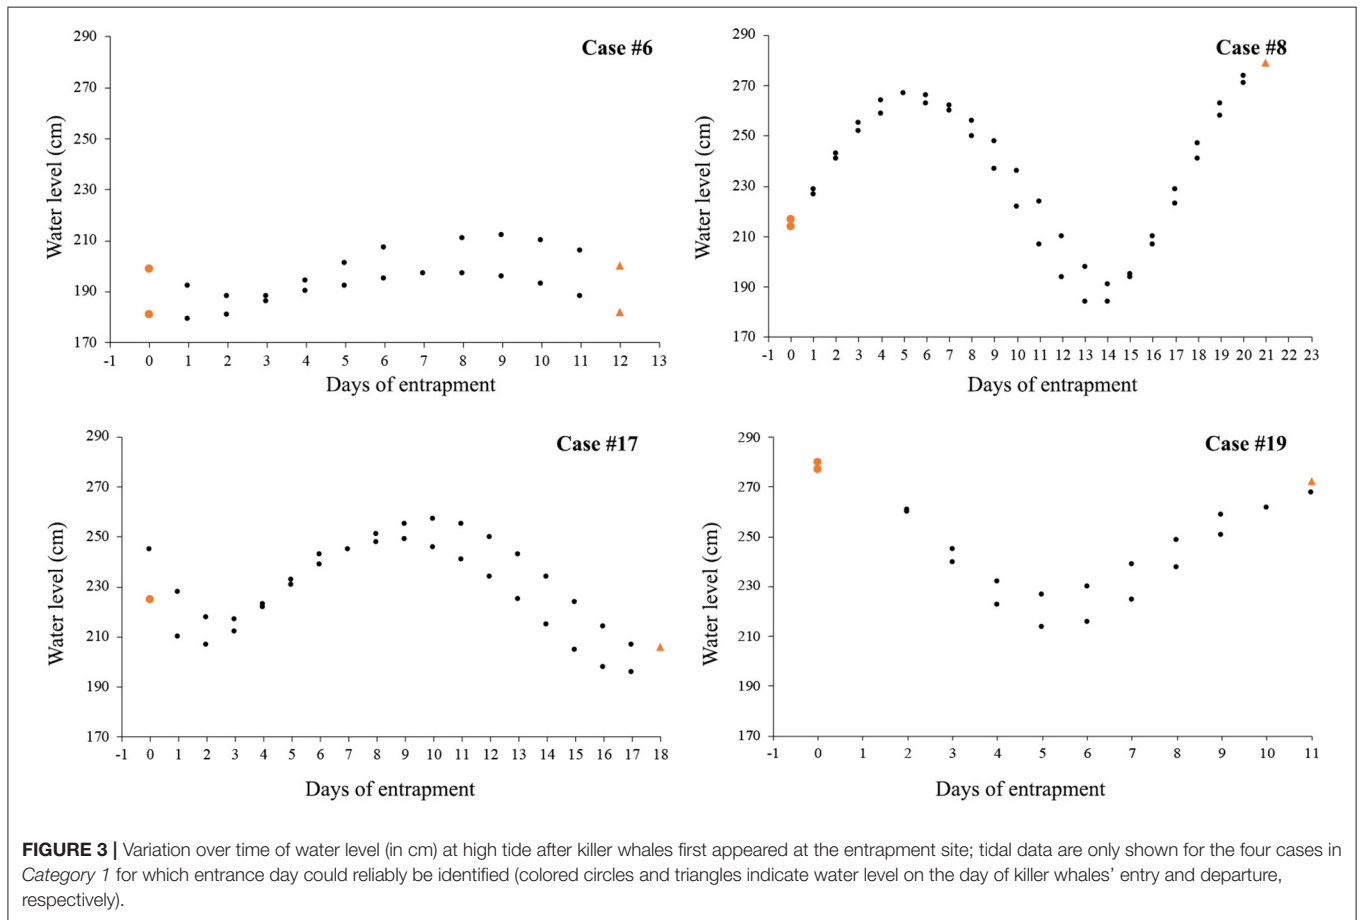 Case #6
290
270
250
230
210
190
170
Water level (cm)
-1 0 1 2 3 4 5 6 7 8 9 10 11 12 13
Days of entrapment
Case #8
290
270
250
230
210
190
170
Water level (cm)
-1 0 1 2 3 4 5 6 7 8 9 10 11 12 13 14 15 16 17 18 19 20 21 22 23
Days of entrapment
Case #17
290
270
250
230
210
190
170
Water level (cm)
-1 0 1 2 3 4 5 6 7 8 9 10 11 12 13 14 15 16 17 18
Days of entrapment
Case #19
290
270
250
230
210
190
170
Water level (cm)
-1 0 2 3 4 5 6 7 8 9 10 11
Days of entrapment
FIGURE 3 | Variation over time of water level (in cm) at high tide after killer whales first appeared at the entrapment site; tidal data are only shown for the four cases in
Category 1 for which entrance day could reliably be identified (colored circles and triangles indicate water level on the day of killer whales' entry and departure,
respectively).